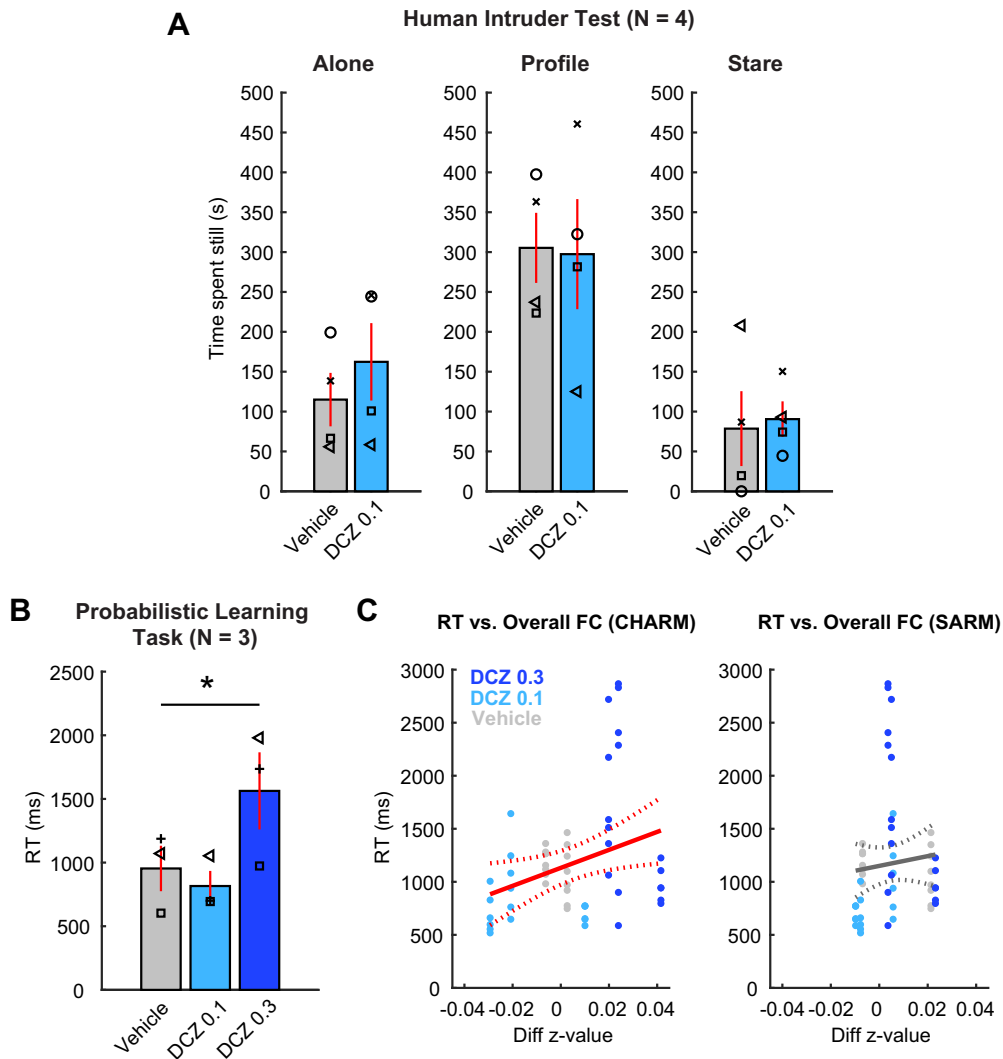 A
Human Intruder Test (N = 4)
Alone
Profile
Stare
Time spent still (s)
500
450
400
350
300
250
200
150
100
50
0
Vehicle
DCZ 0.1
500
450
400
350
300
250
200
150
100
50
0
Vehicle
DCZ 0.1
500
450
400
350
300
250
200
150
100
50
0
Vehicle
DCZ 0.1
B
Probabilistic Learning
Task (N = 3)
RT (ms)
2500
2000
1500
1000
500
0
*
Vehicle
DCZ 0.1
DCZ 0.3
C
RT vs. Overall FC (CHARM)
DCZ 0.3
DCZ 0.1
Vehicle
RT (ms)
3000
2500
2000
1500
1000
500
0
-0.04 -0.02 0 0.02 0.04
Diff z-value
RT vs. Overall FC (SARM)
3000
2500
2000
1500
1000
500
0
-0.04 -0.02 0 0.02 0.04
Diff z-value